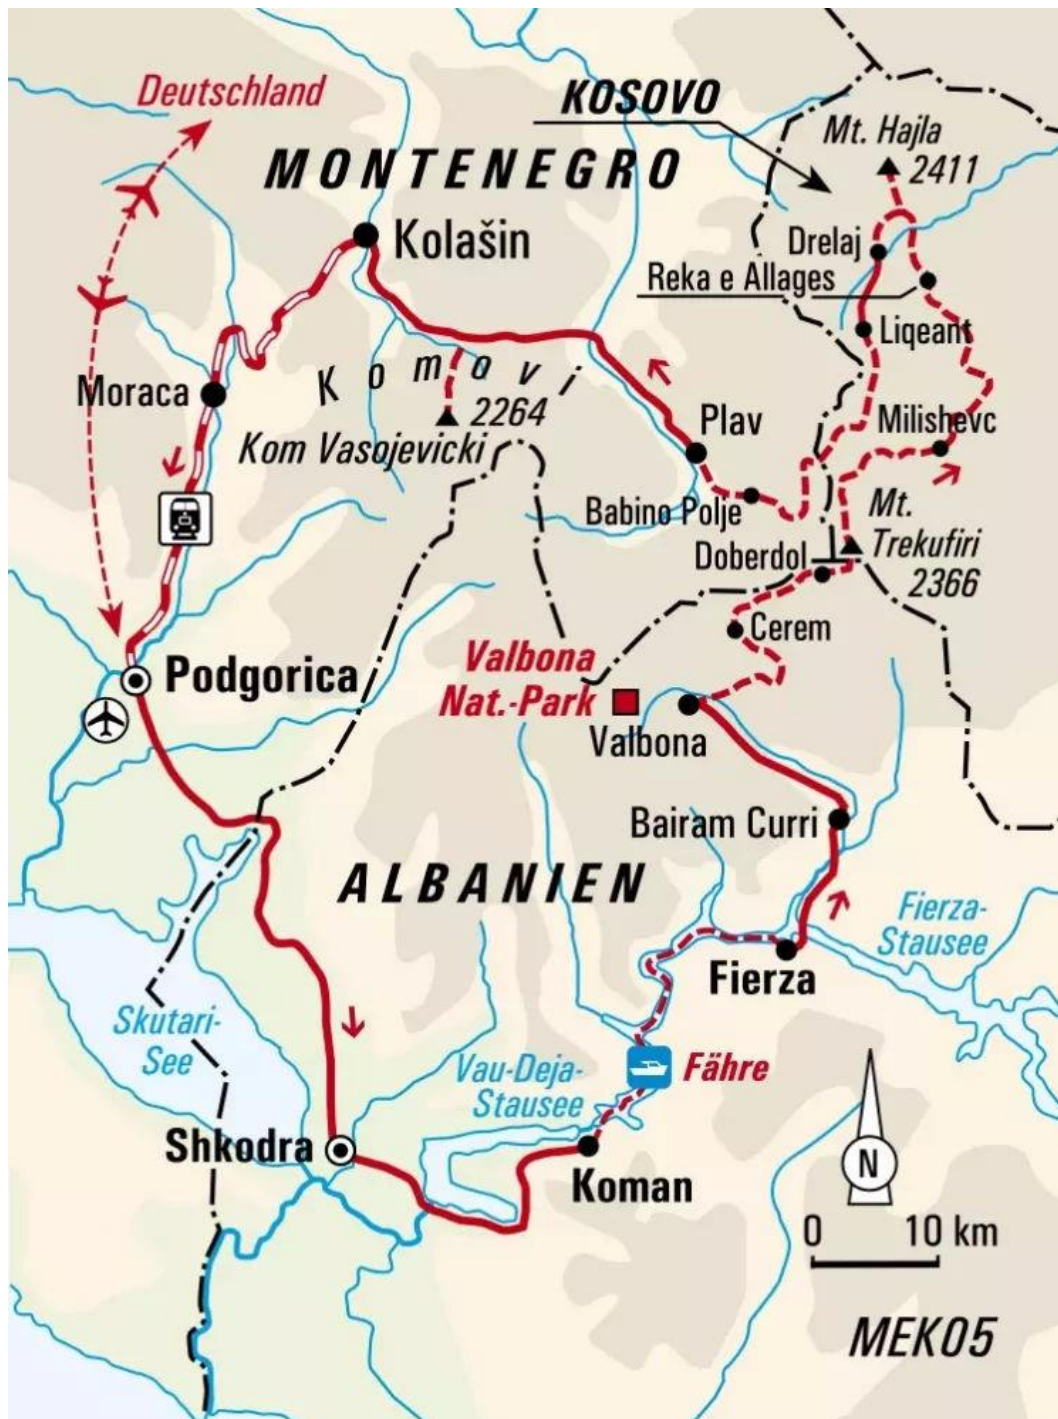 Deutschland
KOSOVO
Mt. Hajla
2411
MONTENEGRO
Kolašin
Drelaj
Reka e Allages
Liqeant
Moraca
Komovi
2264
Kom Vasojevicki
Plav
Milishevc
Babino Polje
Mt.
Trekufiri
2366
Doberdol
Cerem
Podgorica
Valbona
Nat.-Park
Valbona
Bairam Curri
ALBANIEN
Fierza-
Stausee
Fierza
Skutari-
See
Vau-Deja-
Stausee
Fähre
Shkodra
Koman
N
0 10 km
MEK05